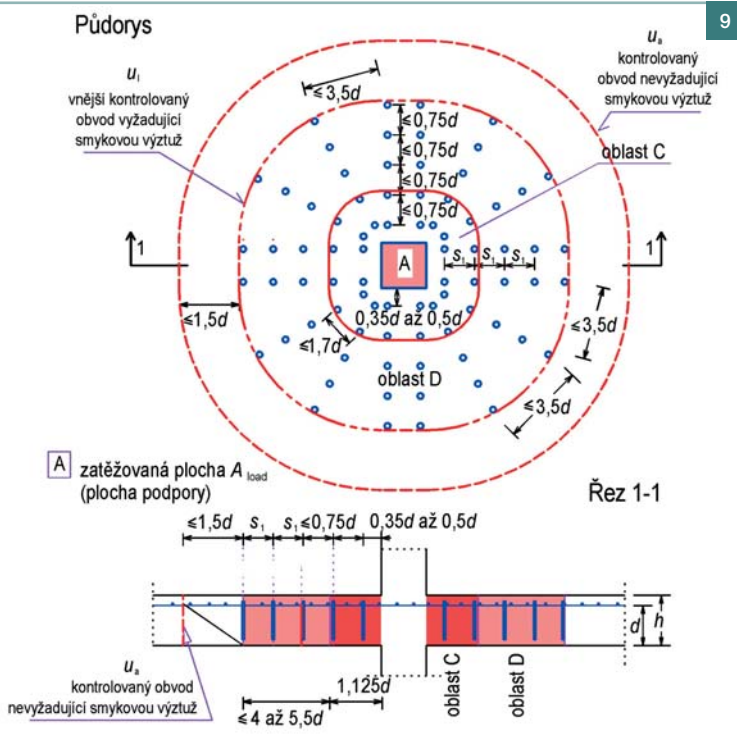 9
Půdorys
uₐ
kontrolovaný
obvod nevyžadující
smykovou výztuž
uᵢ
vnější kontrolovaný
obvod vyžadující
smykovou výztuž
≤3,5d
≤0,75d
≤0,75d
≤0,75d
≤0,75d
oblast C
1
1
A
s₁ s₁ s₁
0,35d až 0,5d
≤1,5d
≤1,7d
≤3,5d
≤3,5d
oblast D
A zatěžovaná plocha A load
(plocha podpory)
Řez 1-1
≤1,5d s₁ s₁ ≤0,75d 0,35d až 0,5d
d h
uₐ
kontrolovaný obvod
nevyžadující smykovou výztuž
1,125d
≤4 až 5,5d
oblast C
oblast D